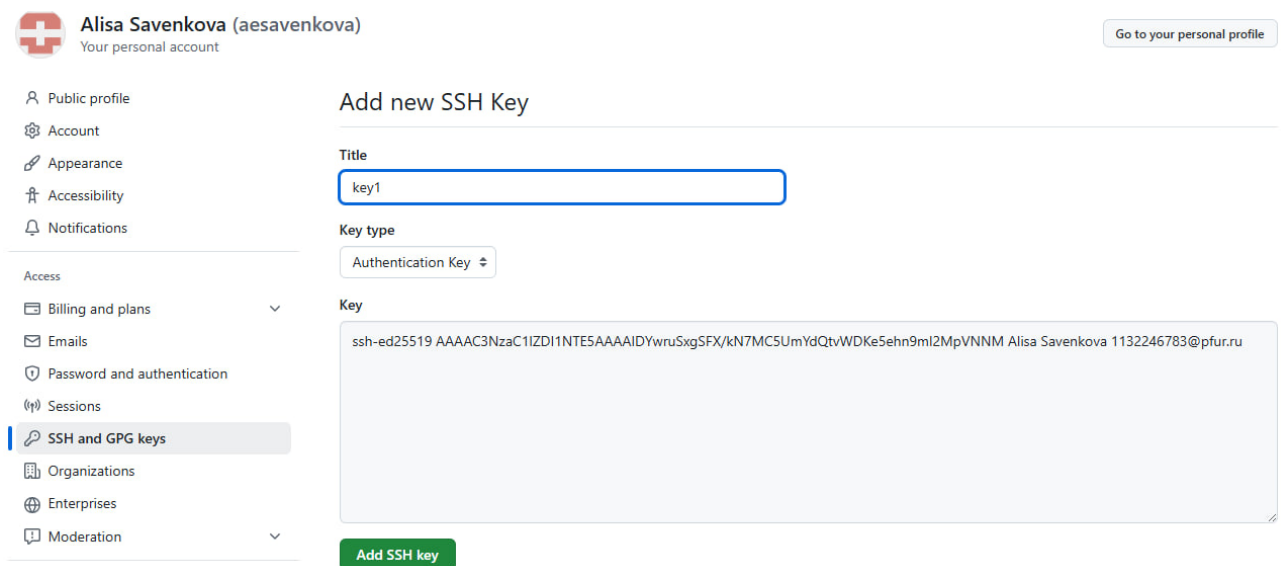 Alisa Savenkova (aesavenkova)
Your personal account
Go to your personal profile
Public profile
Account
Appearance
Accessibility
Notifications
Access
Billing and plans
Emails
Password and authentication
Sessions
SSH and GPG keys
Organizations
Enterprises
Moderation
Add new SSH Key
Title
key1
Key type
Authentication Key
Key
ssh-ed25519 AAAAC3NzaC1lZDI1NTE5AAAAIDYwruSxgSFX/kN7MC5UmYdQtvWDKe5ehn9ml2MpVNNM Alisa Savenkova 1132246783@pfur.ru
Add SSH key